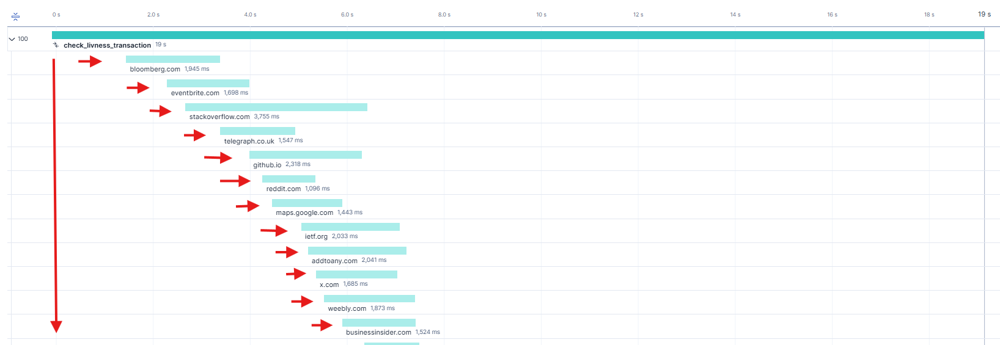 0 s 2.0 s 4.0 s 6.0 s 8.0 s 10 s 12 s 14 s 16 s 18 s 19 s
100
check_livness_transaction 19 s
bloomberg.com 1,945 ms
eventbrite.com 1,698 ms
stackoverflow.com 3,755 ms
telegraph.co.uk 1,547 ms
github.io 2,318 ms
reddit.com 1,096 ms
maps.google.com 1,443 ms
ietf.org 2,033 ms
addtoany.com 2,041 ms
x.com 1,685 ms
weebly.com 1,873 ms
businessinsider.com 1,524 ms